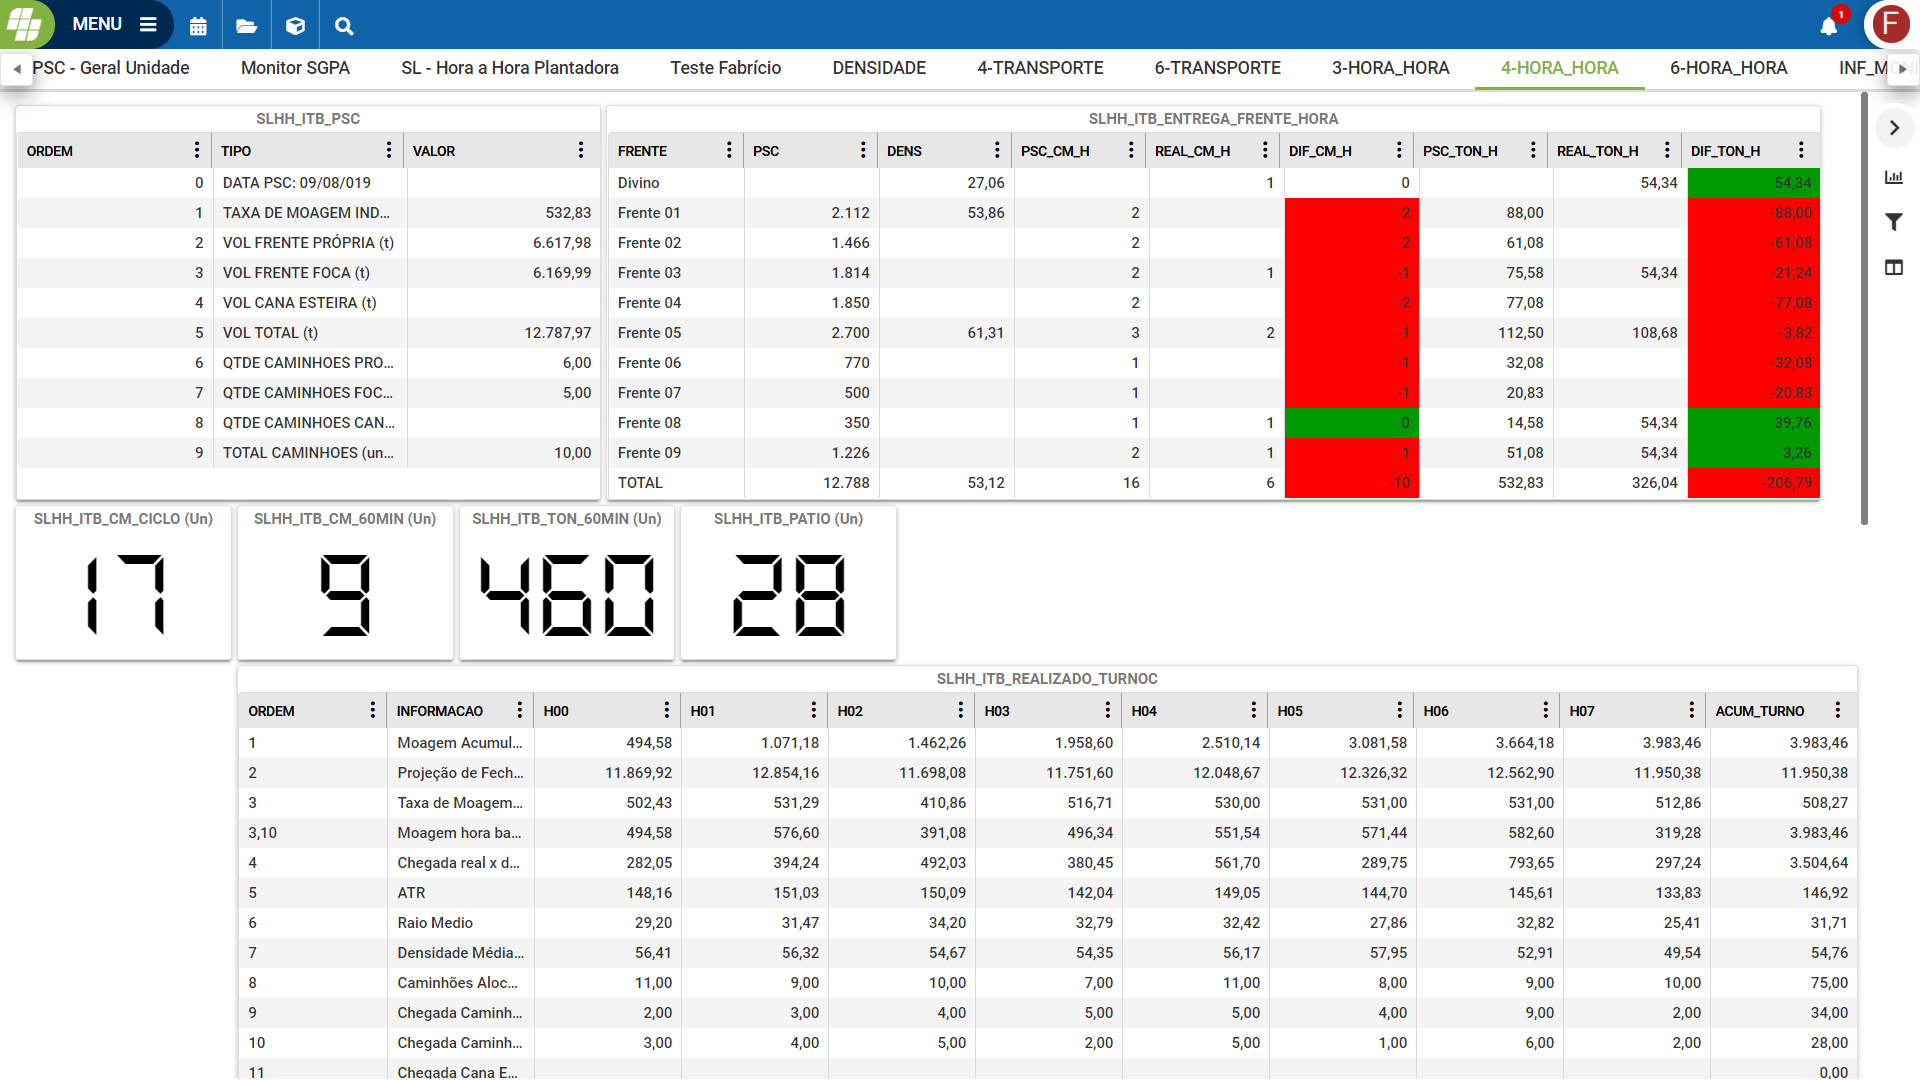 MENU
1
F
PSC - Geral Unidade Monitor SGPA SL - Hora a Hora Plantadora Teste Fabrício DENSIDADE 4-TRANSPORTE 6-TRANSPORTE 3-HORA_HORA 4-HORA_HORA 6-HORA_HORA INF_MONI
SLHH_ITB_PSC
ORDEM TIPO VALOR
0 DATA PSC: 09/08/019
1 TAXA DE MOAGEM IND... 532,83
2 VOL FRENTE PRÓPRIA (t) 6.617,98
3 VOL FRENTE FOCA (t) 6.169,99
4 VOL CANA ESTEIRA (t)
5 VOL TOTAL (t) 12.787,97
6 QTDE CAMINHOES PRO... 6,00
7 QTDE CAMINHOES FOC... 5,00
8 QTDE CAMINHOES CAN...
9 TOTAL CAMINHOES (un... 10,00
SLHH_ITB_ENTREGA_FRENTE_HORA
FRENTE PSC DENS PSC_CM_H REAL_CM_H DIF_CM_H PSC_TON_H REAL_TON_H DIF_TON_H
Divino 27,06 1 0 54,34 54,34
Frente 01 2.112 53,86 2 -2 88,00 -88,00
Frente 02 1.466 2 -2 61,08 -61,08
Frente 03 1.814 2 1 -1 75,58 54,34 -21,24
Frente 04 1.850 2 -2 77,08 -77,08
Frente 05 2.700 61,31 3 2 -1 112,50 108,68 -3,82
Frente 06 770 1 -1 32,08 -32,08
Frente 07 500 1 -1 20,83 -20,83
Frente 08 350 1 1 0 14,58 54,34 39,76
Frente 09 1.226 2 1 -1 51,08 54,34 3,26
TOTAL 12.788 53,12 16 6 -10 532,83 326,04 -206,79
SLHH_ITB_CM_CICLO (Un) SLHH_ITB_CM_60MIN (Un) SLHH_ITB_TON_60MIN (Un) SLHH_ITB_PATIO (Un)
17 9 460 28
SLHH_ITB_REALIZADO_TURNOC
ORDEM INFORMACAO H00 H01 H02 H03 H04 H05 H06 H07 ACUM_TURNO
1 Moagem Acumul... 494,58 1.071,18 1.462,26 1.958,60 2.510,14 3.081,58 3.664,18 3.983,46 3.983,46
2 Projeção de Fech... 11.869,92 12.854,16 11.698,08 11.751,60 12.048,67 12.326,32 12.562,90 11.950,38 11.950,38
3 Taxa de Moagem... 502,43 531,29 410,86 516,71 530,00 531,00 531,00 512,86 508,27
3,10 Moagem hora ba... 494,58 576,60 391,08 496,34 551,54 571,44 582,60 319,28 3.983,46
4 Chegada real x d... 282,05 394,24 492,03 380,45 561,70 289,75 793,65 297,24 3.504,64
5 ATR 148,16 151,03 150,09 142,04 149,05 144,70 145,61 133,83 146,92
6 Raio Medio 29,20 31,47 34,20 32,79 32,42 27,86 32,82 25,41 31,71
7 Densidade Média... 56,41 56,32 54,67 54,35 56,17 57,95 52,91 49,54 54,76
8 Caminhões Aloc... 11,00 9,00 10,00 7,00 11,00 8,00 9,00 10,00 75,00
9 Chegada Caminh... 2,00 3,00 4,00 5,00 5,00 4,00 9,00 2,00 34,00
10 Chegada Caminh... 3,00 4,00 5,00 2,00 5,00 1,00 6,00 2,00 28,00
11 Chegada Cana E... 0,00